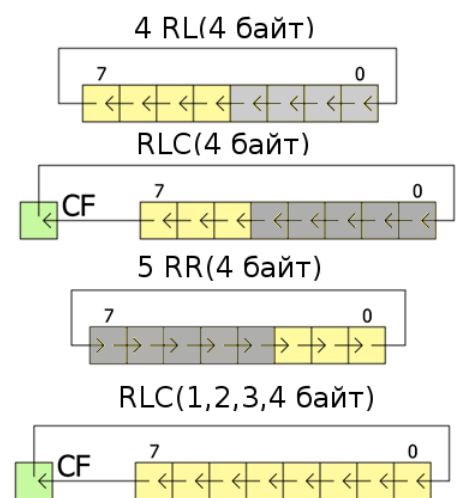 4 RL(4 байт)
7 0
RLC(4 байт)
7 0
CF
5 RR(4 байт)
7 0
RLC(1,2,3,4 байт)
7 0
CF